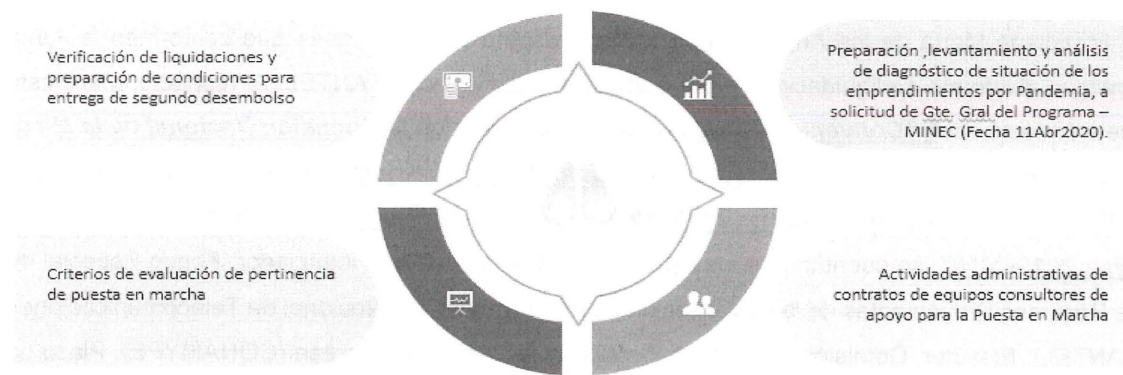 Verificación de liquidaciones y
preparación de condiciones para
entrega de segundo desembolso
Preparación ,levantamiento y análisis
de diagnóstico de situación de los
emprendimientos por Pandemia, a
solicitud de Gte. Gral del Programa –
MINEC (Fecha 11Abr2020).
Criterios de evaluación de pertinencia
de puesta en marcha
Actividades administrativas de
contratos de equipos consultores de
apoyo para la Puesta en Marcha